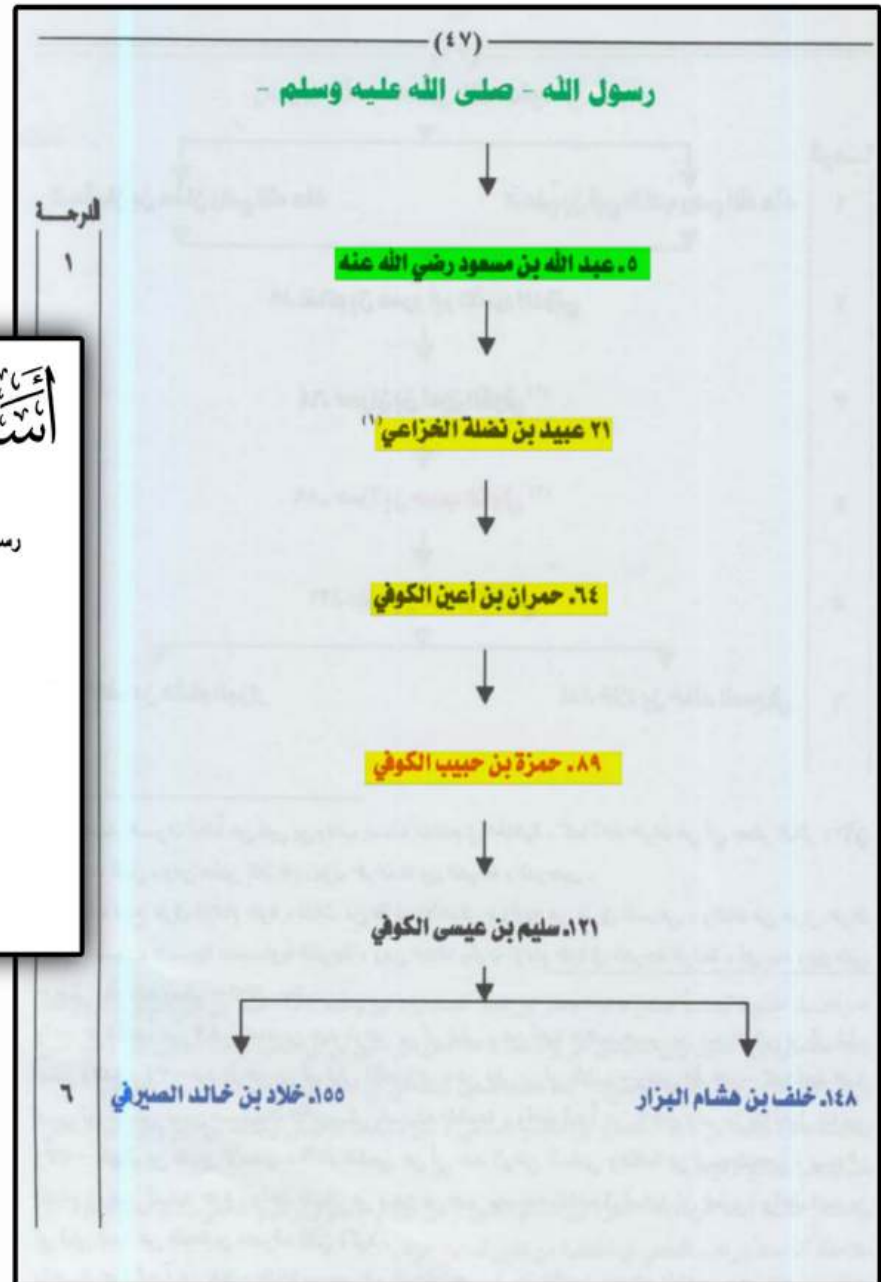 (٤٧)
رسول الله - صلى الله عليه وسلم -
الدرجة
١
٥. عبد الله بن مسعود رضي الله عنه
٢١ عبيد بن نضلة الخزاعي (١)
٦٤. حمران بن أعين الكوفي
٨٩. حمزة بن حبيب الكوفي
١٢١. سليم بن عيسى الكوفي
١٤٨. خلف بن هشام البزار
١٥٥. خلاد بن خالد الصيرفي
٦